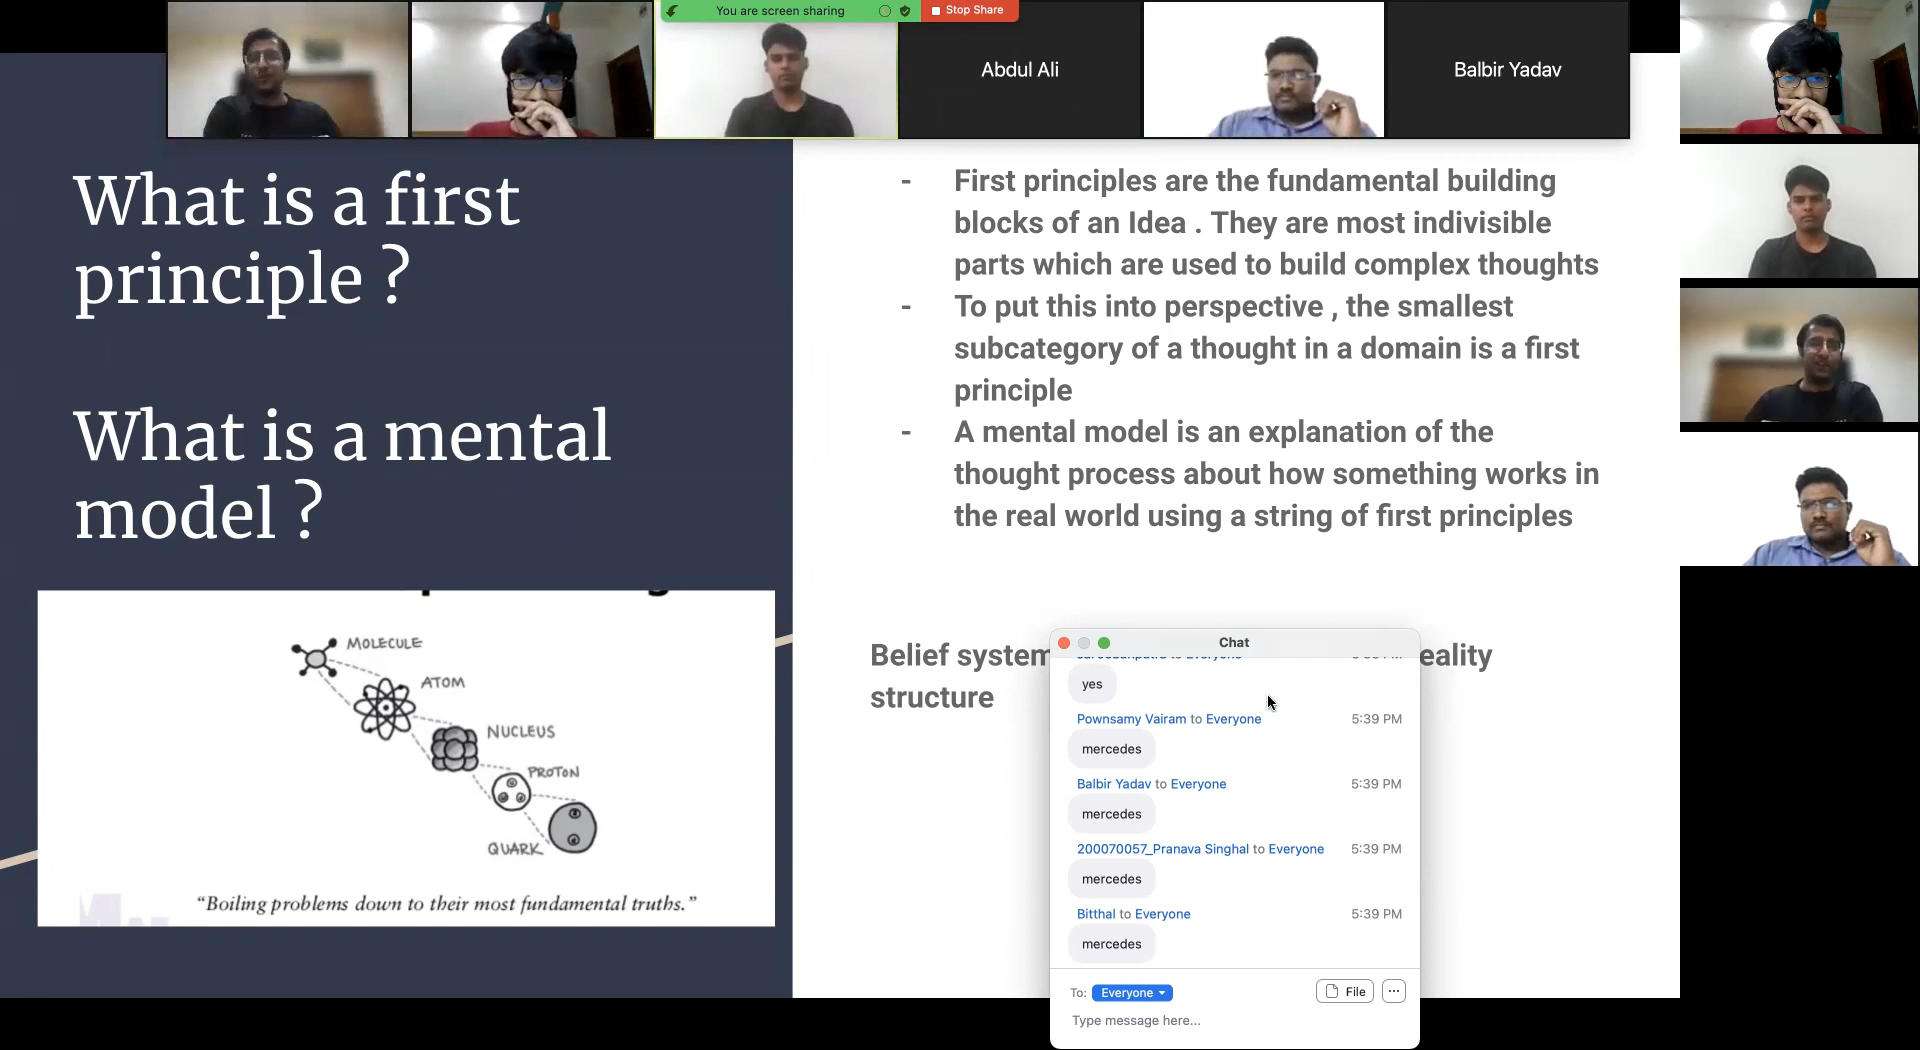 You are screen sharing
Stop Share
Abdul Ali
Balbir Yadav
What is a first
principle ?
What is a mental
model ?
MOLECULE
ATOM
NUCLEUS
PROTON
QUARK
“Boiling problems down to their most fundamental truths.”
- First principles are the fundamental building
blocks of an Idea . They are most indivisible
parts which are used to build complex thoughts
- To put this into perspective , the smallest
subcategory of a thought in a domain is a first
principle
- A mental model is an explanation of the
thought process about how something works in
the real world using a string of first principles
Belief system
structure
Chat
yes
Pownsamy Vairam to Everyone 5:39 PM
mercedes
Balbir Yadav to Everyone 5:39 PM
mercedes
200070057_Pranava Singhal to Everyone 5:39 PM
mercedes
Bitthal to Everyone 5:39 PM
mercedes
To: Everyone
File
Type message here...